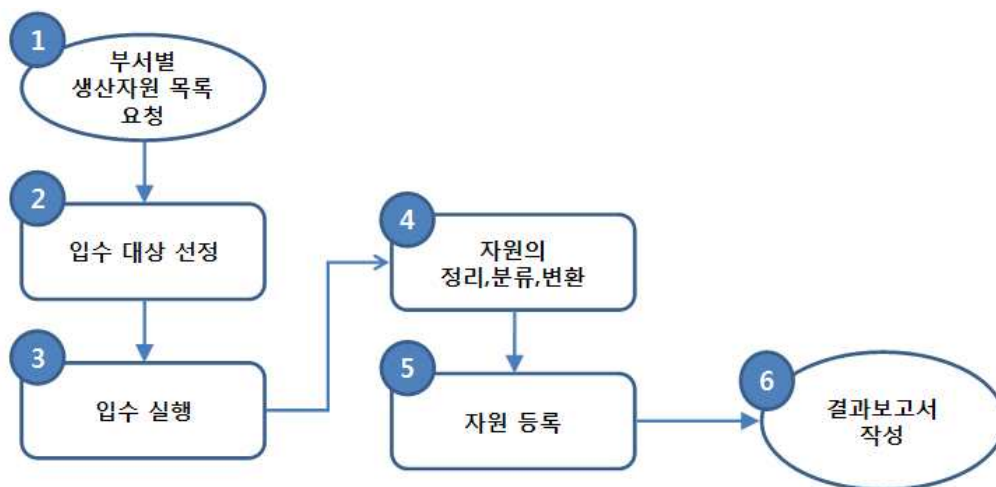 1
부서별
생산자원 목록
요청
2
입수 대상 선정
3
입수 실행
4
자원의
정리,분류,변환
5
자원 등록
6
결과보고서
작성